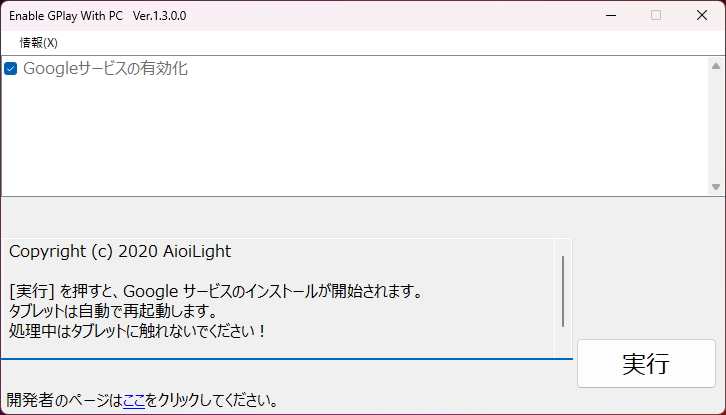 Enable GPlay With PC   Ver.1.3.0.0
情報(X)
Googleサービスの有効化
Copyright (c) 2020 AioiLight
[実行] を押すと、Google サービスのインストールが開始されます。
タブレットは自動で再起動します。
処理中はタブレットに触れないでください！
実行
開発者のページはここをクリックしてください。